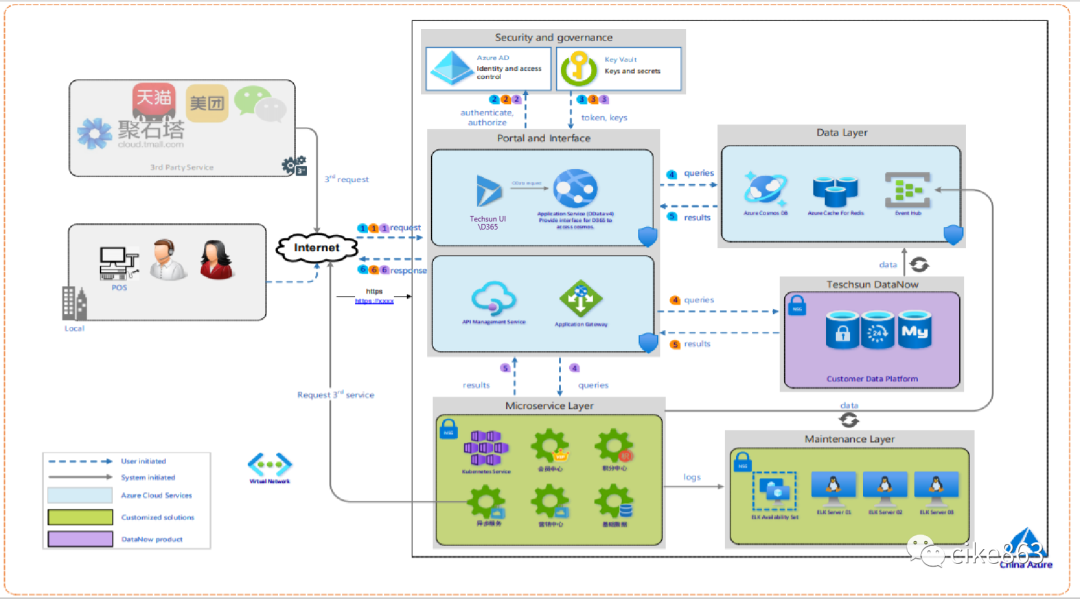 Security and governance
Azure AD
Identity and access
control
Key Vault
Keys and secrets
2 2 2
3 3 3
authenticate,
authorize
token, keys
天猫
美团
聚石塔
cloud.tmall.com
3rd Party Service
3rd request
Portal and Interface
Techsun UI
\D365
OData request
Application Service (OData v4)
Provide interface for D365 to
access cosmos.
4 queries
5 results
Data Layer
Azure Cosmos DB
Azure Cache For Redis
Event Hub
Internet
1 1 1 request
6 6 6 response
https
POS
Local
API Management Service
Application Gateway
4 queries
5 results
data
Teschsun DataNow
NSG
24
My
Customer Data Platform
5
4
results
queries
Request 3rd service
Microservice Layer
NSG
Kubernetes Service
会员中心
积分中心
异步服务
营销中心
基础数据
data
logs
Maintenance Layer
NSG
ELK Availability Set
ELK Server 01
ELK Server 02
ELK Server 03
User initiated
System initiated
Azure Cloud Services
Customized solutions
DataNow product
Virtual Network
cike863
China Azure